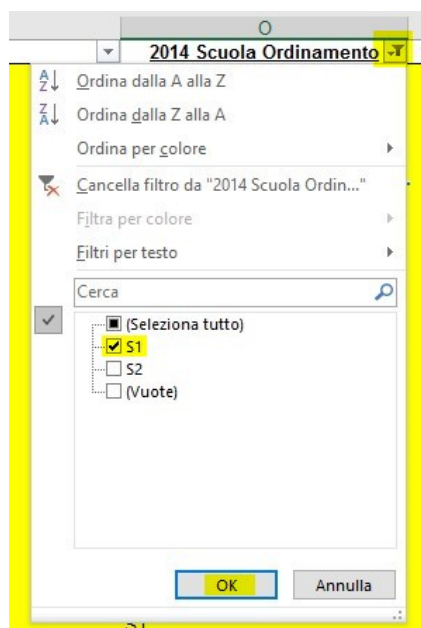 O
2014 Scuola Ordinamento
Ordina dalla A alla Z
Ordina dalla Z alla A
Ordina per colore
Cancella filtro da "2014 Scuola Ordin..."
Filtra per colore
Filtri per testo
Cerca
(Seleziona tutto)
S1
S2
(Vuote)
OK Annulla
S1